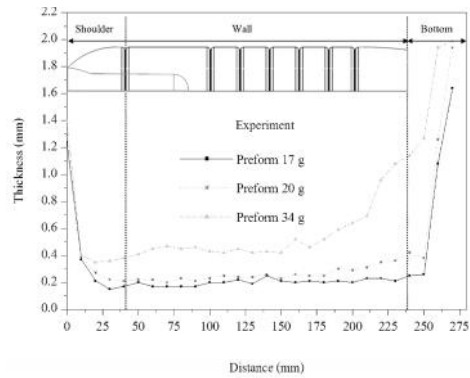 2.2
2.0
1.8
1.6
1.4
1.2
1.0
0.8
0.6
0.4
0.2
0.0
Thickness (mm)
Shoulder
Wall
Bottom
Experiment
Preform 17 g
Preform 20 g
Preform 34 g
0 25 50 75 100 125 150 175 200 225 250 275
Distance (mm)